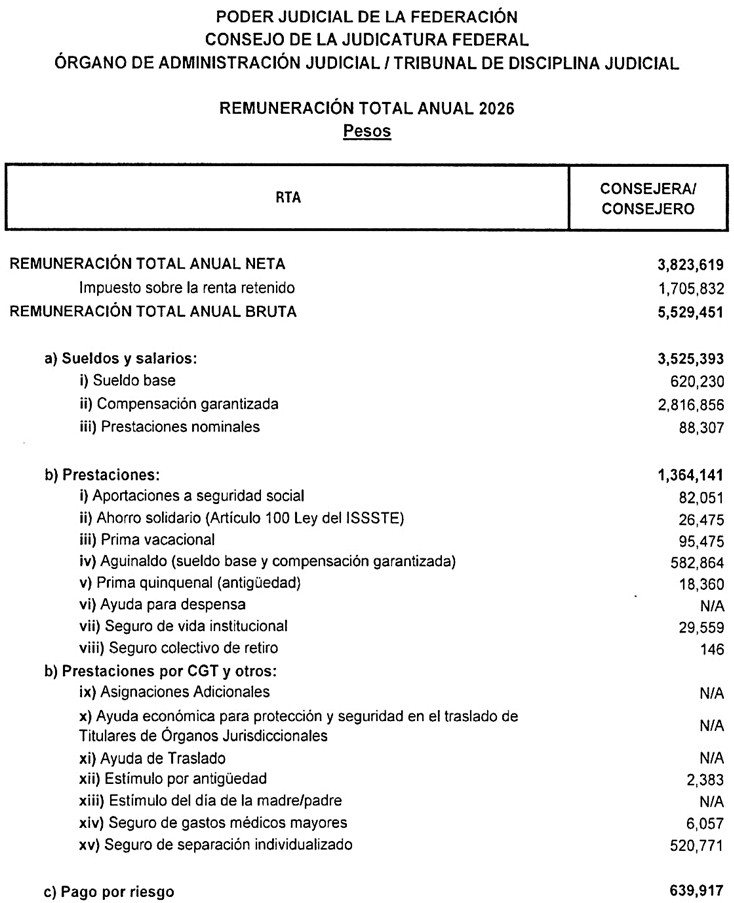 PODER JUDICIAL DE LA FEDERACIÓN
CONSEJO DE LA JUDICATURA FEDERAL
ÓRGANO DE ADMINISTRACIÓN JUDICIAL / TRIBUNAL DE DISCIPLINA JUDICIAL
REMUNERACIÓN TOTAL ANUAL 2026
Pesos
RTA
CONSEJERA/
CONSEJERO
REMUNERACIÓN TOTAL ANUAL NETA 3,823,619
Impuesto sobre la renta retenido 1,705,832
REMUNERACIÓN TOTAL ANUAL BRUTA 5,529,451
a) Sueldos y salarios: 3,525,393
i) Sueldo base 620,230
ii) Compensación garantizada 2,816,856
iii) Prestaciones nominales 88,307
b) Prestaciones: 1,364,141
i) Aportaciones a seguridad social 82,051
ii) Ahorro solidario (Artículo 100 Ley del ISSSTE) 26,475
iii) Prima vacacional 95,475
iv) Aguinaldo (sueldo base y compensación garantizada) 582,864
v) Prima quinquenal (antigüedad) 18,360
vi) Ayuda para despensa N/A
vii) Seguro de vida institucional 29,559
viii) Seguro colectivo de retiro 146
b) Prestaciones por CGT y otros:
ix) Asignaciones Adicionales N/A
x) Ayuda económica para protección y seguridad en el traslado de
Titulares de Órganos Jurisdiccionales N/A
xi) Ayuda de Traslado N/A
xii) Estímulo por antigüedad 2,383
xiii) Estímulo del día de la madre/padre N/A
xiv) Seguro de gastos médicos mayores 6,057
xv) Seguro de separación individualizado 520,771
c) Pago por riesgo 639,917